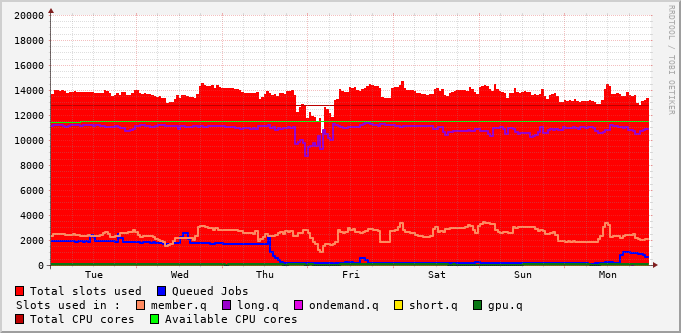 20000
18000
16000
14000
12000
10000
8000
6000
4000
2000
0
Tue Wed Thu Fri Sat Sun Mon
RRDTOOL / TOBI OETIKER
Total slots used Queued Jobs
Slots used in : member.q long.q ondemand.q short.q gpu.q
Total CPU cores Available CPU cores